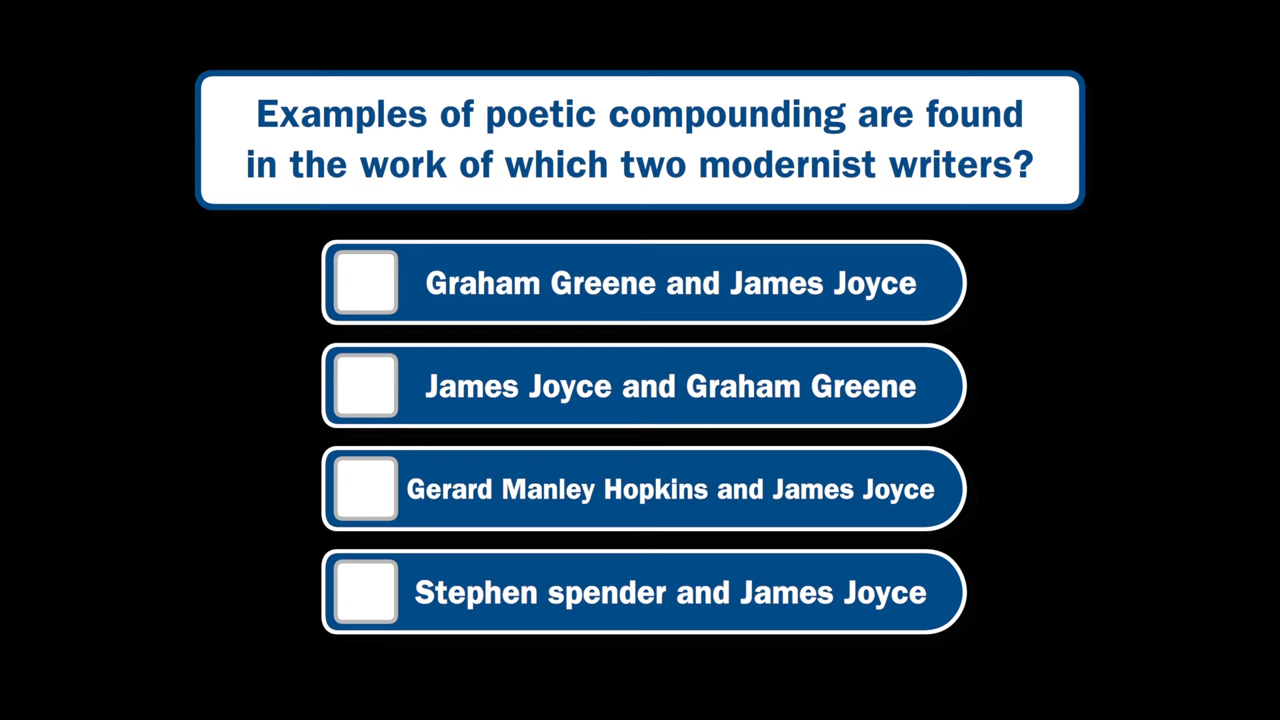 Examples of poetic compounding are found
in the work of which two modernist writers?
Graham Greene and James Joyce
James Joyce and Graham Greene
Gerard Manley Hopkins and James Joyce
Stephen spender and James Joyce